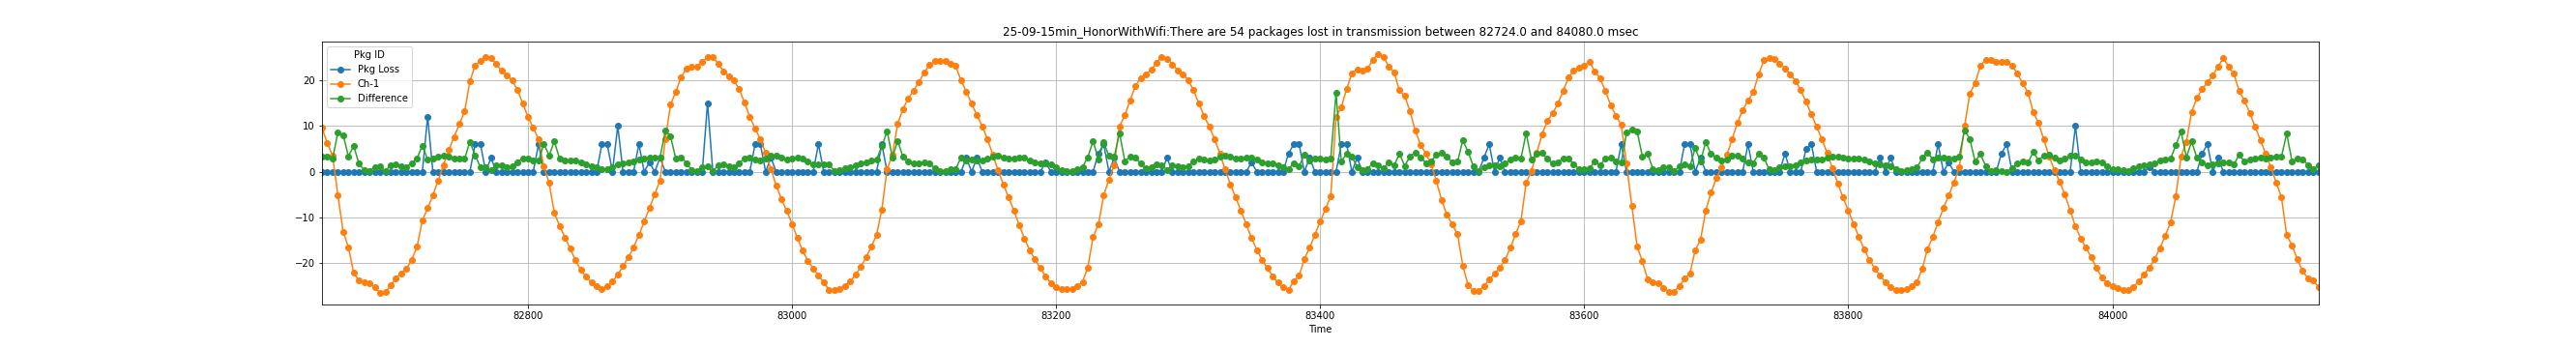 25-09-15min_HonorWithWifi:There are 54 packages lost in transmission between 82724.0 and 84080.0 msec
Pkg ID
Pkg Loss
Ch-1
Difference
20
10
0
−10
−20
82800 83000 83200 83400 83600 83800 84000
Time